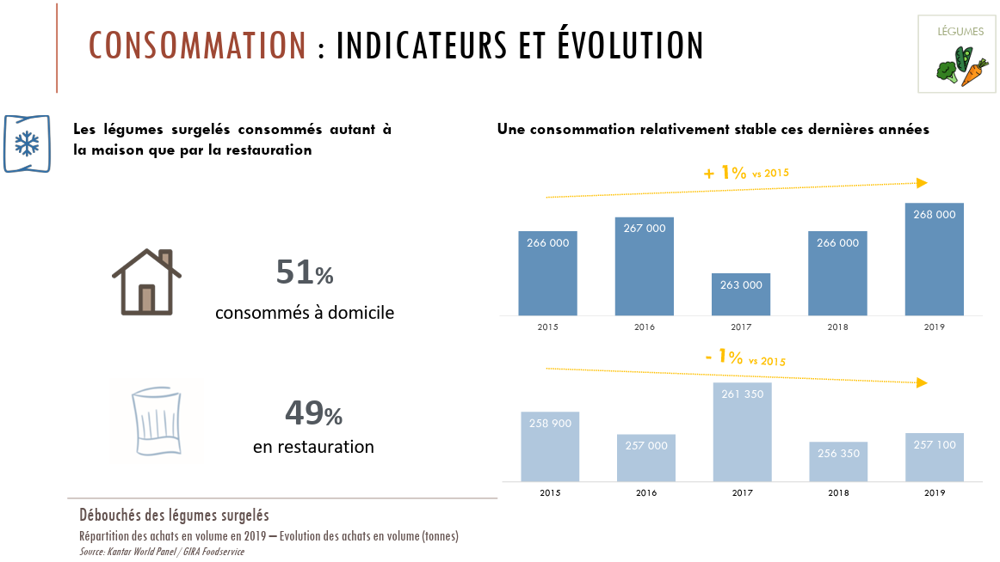 CONSOMMATION : INDICATEURS ET ÉVOLUTION
LÉGUMES
Les légumes surgelés consommés autant à
la maison que par la restauration
51%
consommés à domicile
49%
en restauration
Une consommation relativement stable ces dernières années
+ 1% vs 2015
266 000
267 000
263 000
266 000
268 000
2015
2016
2017
2018
2019
- 1% vs 2015
258 900
257 000
261 350
256 350
257 100
2015
2016
2017
2018
2019
Débouchés des légumes surgelés
Répartition des achats en volume en 2019 – Evolution des achats en volume (tonnes)
Source: Kantar World Panel / GIRA Foodservice